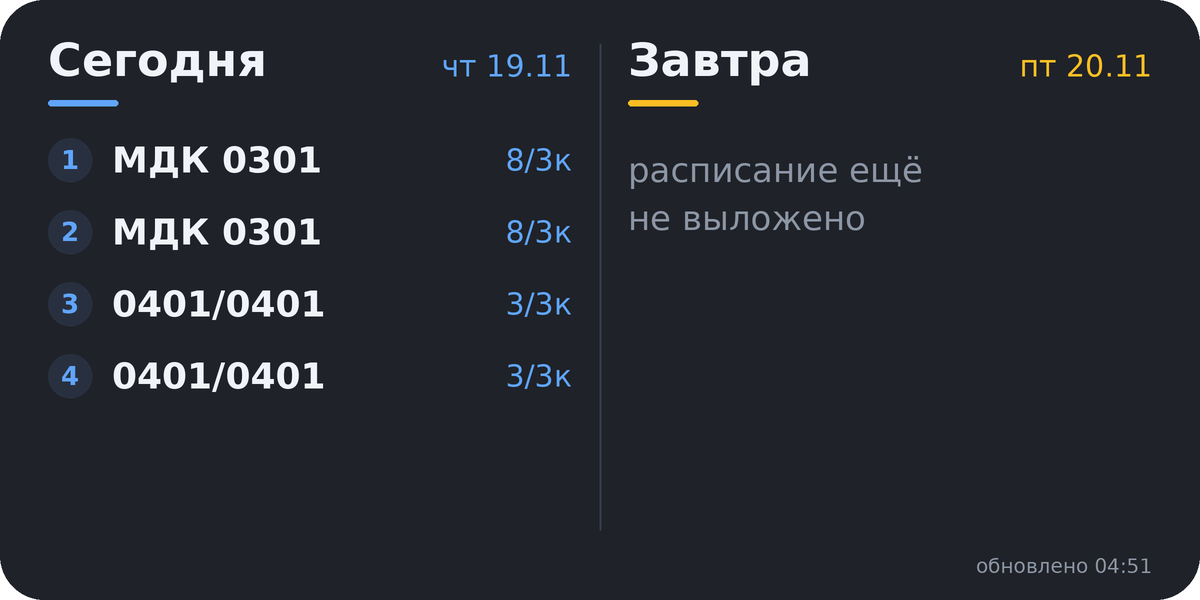 Сегодня чт 19.11
1 МДК 0301 8/3к
2 МДК 0301 8/3к
3 0401/0401 3/3к
4 0401/0401 3/3к
Завтра пт 20.11
расписание ещё
не выложено
обновлено 04:51